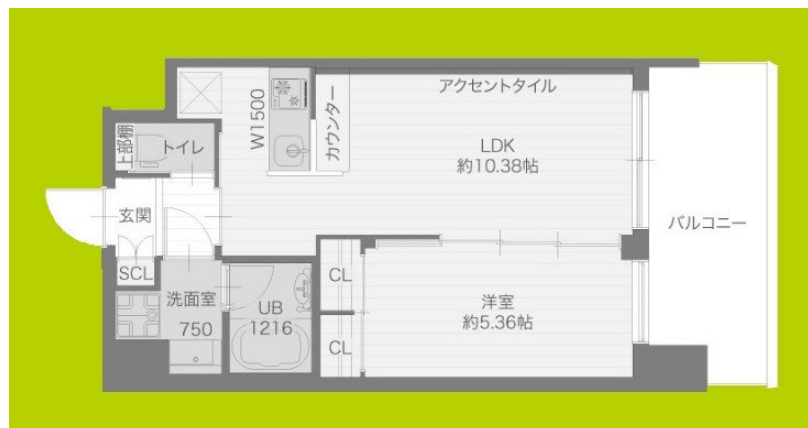 アクセントタイル
上部棚
トイレ
W1500
カウンター
LDK
約10.38帖
玄関
バルコニー
SCL
洗面室
750
UB
1216
CL
洋室
約5.36帖
CL